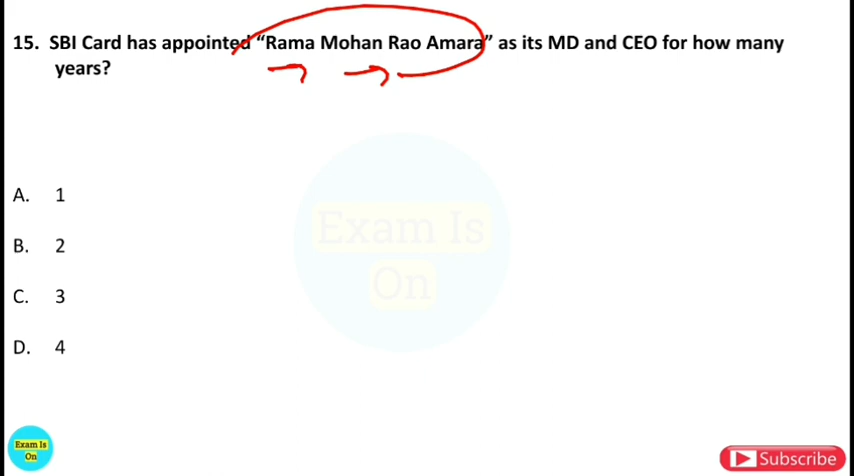 15. SBI Card has appointed “Rama Mohan Rao Amara” as its MD and CEO for how many
years?
A. 1
B. 2
C. 3
D. 4
Exam Is
On
Exam Is
On
Subscribe